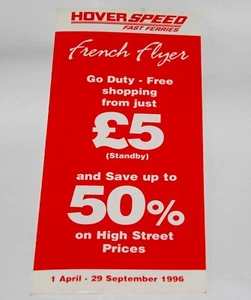 HOVERSPEED
FAST FERRIES
French Flyer
Go Duty - Free
shopping
from just
£5
(Standby)
and Save up to
50%
on High Street
Prices
1 April - 29 September 1996